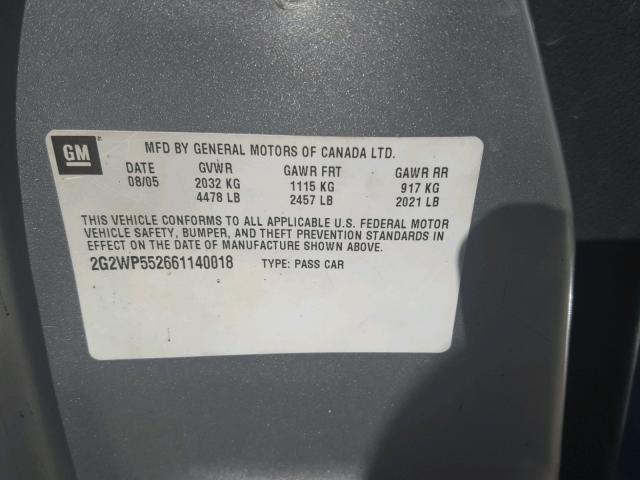 GM
MFD BY GENERAL MOTORS OF CANADA LTD.
DATE GVWR GAWR FRT GAWR RR
08/05 2032 KG 1115 KG 917 KG
4478 LB 2457 LB 2021 LB
THIS VEHICLE CONFORMS TO ALL APPLICABLE U.S. FEDERAL MOTOR
VEHICLE SAFETY, BUMPER, AND THEFT PREVENTION STANDARDS IN
EFFECT ON THE DATE OF MANUFACTURE SHOWN ABOVE.
2G2WP552661140018 TYPE: PASS CAR